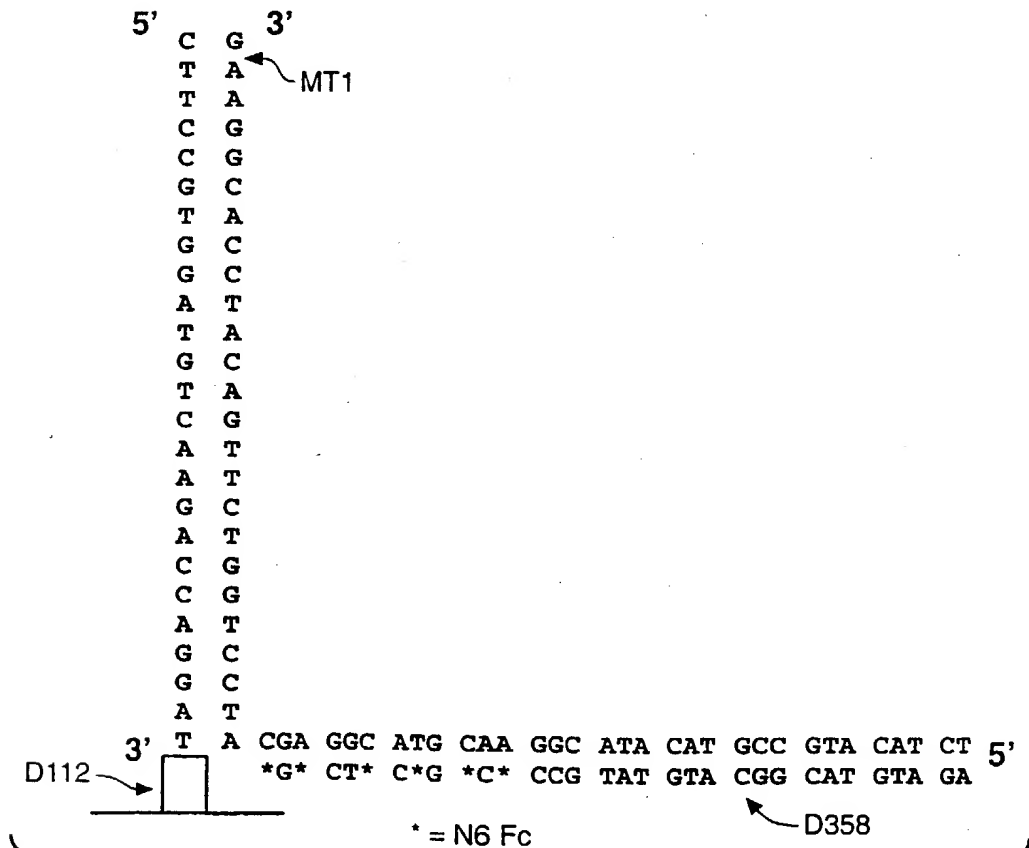 5’ 3’
C G
T A
T A
C G
C G
G C
T A
G C
G C
A T
T A
G C
T A
C G
A T
A T
G C
A T
C G
C G
A T
G C
G C
A T
3’ T A CGA GGC ATG CAA GGC ATA CAT GCC GTA CAT CT 5’
*G* CT* C*G *C* CCG TAT GTA CGG CAT GTA GA
MT1
D112
D358
* = N6 Fc